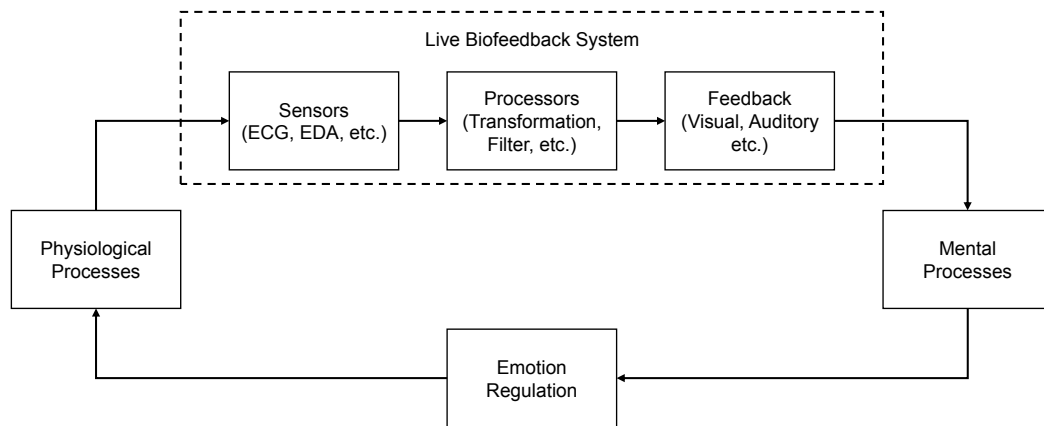 Live Biofeedback System
Sensors
(ECG, EDA, etc.)
Processors
(Transformation,
Filter, etc.)
Feedback
(Visual, Auditory
etc.)
Physiological
Processes
Mental
Processes
Emotion
Regulation